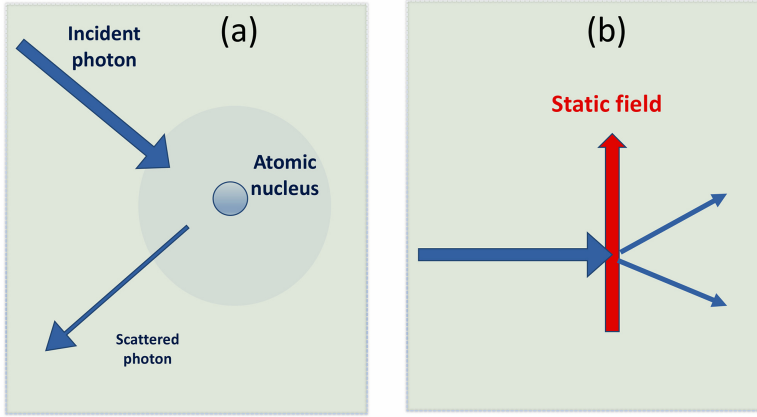 (a)
Incident
photon
Atomic
nucleus
Scattered
photon
(b)
Static field